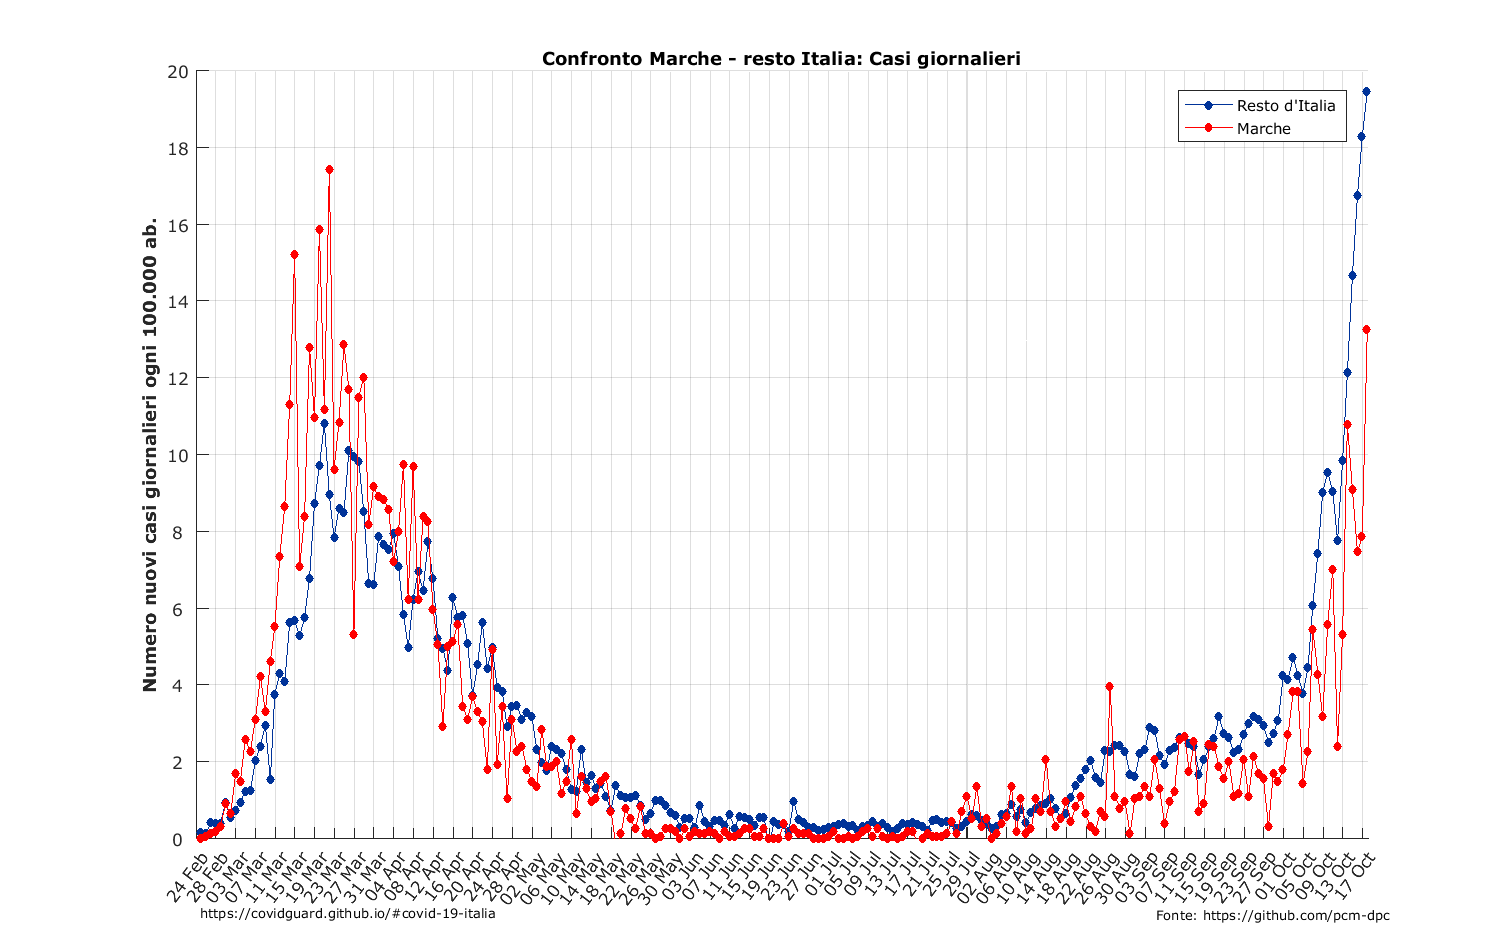 Confronto Marche - resto Italia: Casi giornalieri
Resto d'Italia
Marche
Numero nuovi casi giornalieri ogni 100.000 ab.
20
18
16
14
12
10
8
6
4
2
0
24 Feb
28 Feb
03 Mar
07 Mar
11 Mar
15 Mar
19 Mar
23 Mar
27 Mar
31 Mar
04 Apr
08 Apr
12 Apr
16 Apr
20 Apr
24 Apr
28 Apr
02 May
06 May
10 May
14 May
18 May
22 May
26 May
30 May
03 Jun
07 Jun
11 Jun
15 Jun
19 Jun
23 Jun
27 Jun
01 Jul
05 Jul
09 Jul
13 Jul
17 Jul
21 Jul
25 Jul
29 Jul
02 Aug
06 Aug
10 Aug
14 Aug
18 Aug
22 Aug
26 Aug
30 Aug
03 Sep
07 Sep
11 Sep
15 Sep
19 Sep
23 Sep
27 Sep
01 Oct
05 Oct
09 Oct
13 Oct
17 Oct
https://covidguard.github.io/#covid-19-italia
Fonte: https://github.com/pcm-dpc